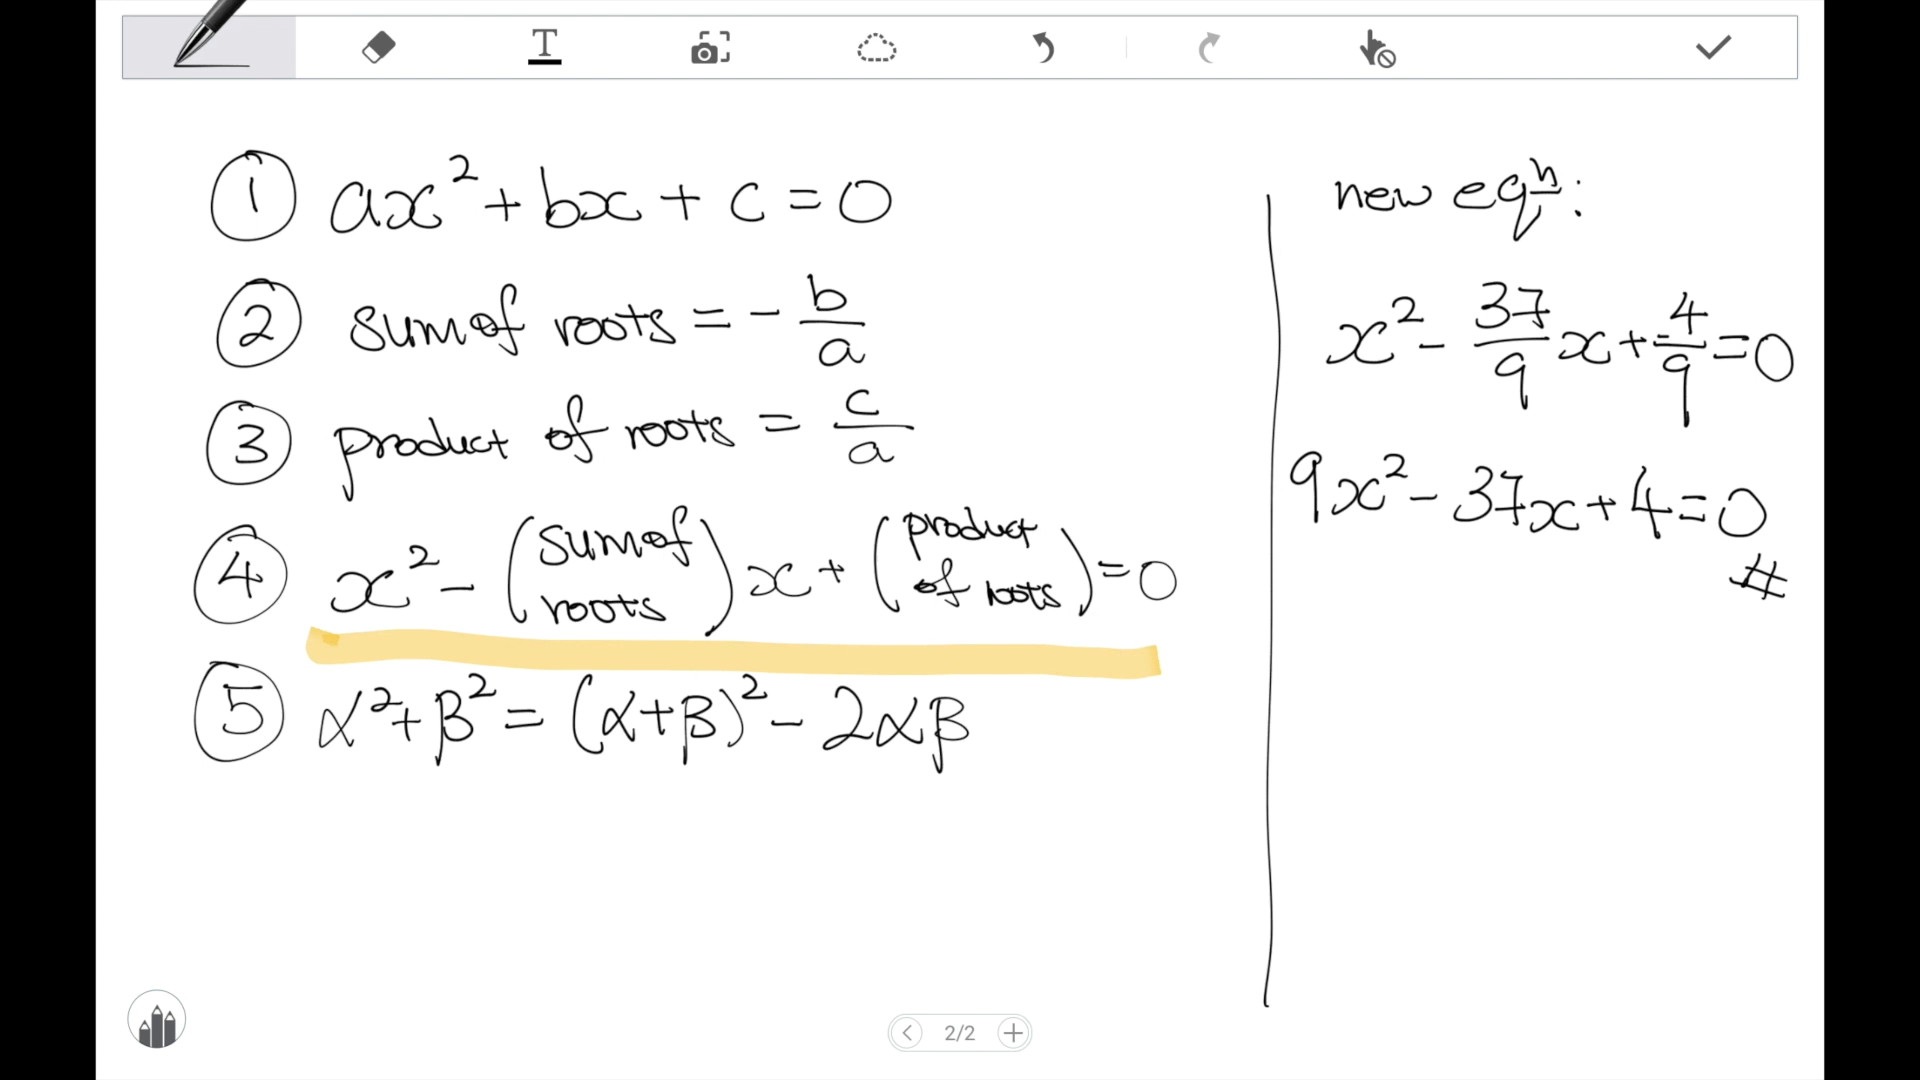 T
① ax² + bx + c = 0
② sum of roots = - b/a
③ product of roots = c/a
④ x² - (sum of roots) x + (product of roots) = 0
⑤ α² + β² = (α+β)² - 2αβ
new eqⁿ:
x² - 37/9 x + 4/9 = 0
9x² - 37x + 4 = 0
#
2/2